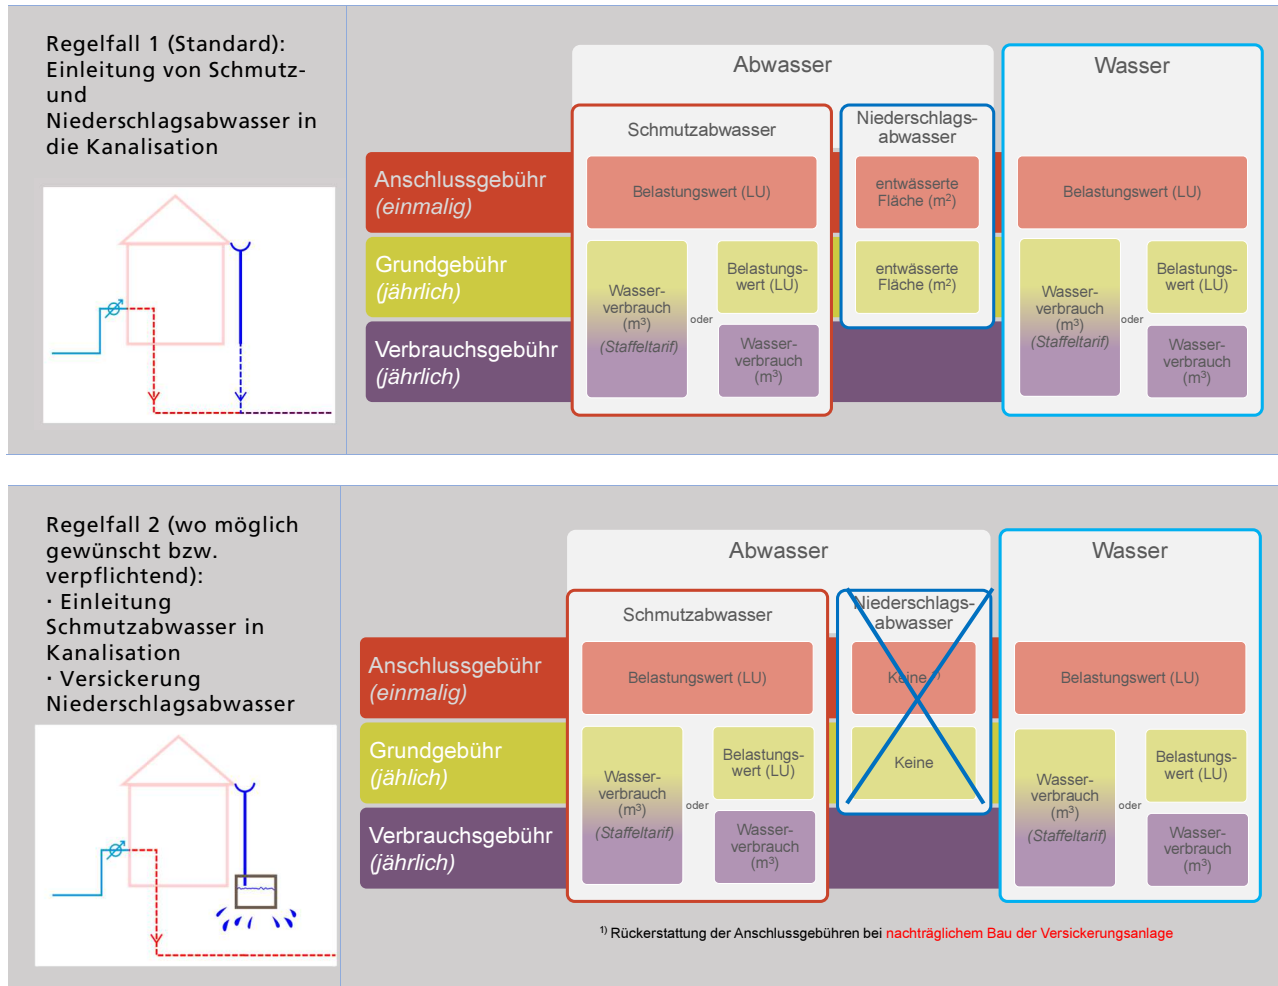 Regelfall 1 (Standard):
Einleitung von Schmutz-
und
Niederschlagsabwasser in
die Kanalisation
Abwasser
Wasser
Schmutzabwasser
Niederschlags-
abwasser
Anschlussgebühr
(einmalig)
Belastungswert (LU)
entwässerte
Fläche (m²)
Belastungswert (LU)
Grundgebühr
(jährlich)
Verbrauchsgebühr
(jährlich)
Wasser-
verbrauch
(m³)
(Staffeltarif)
oder
Belastungs-
wert (LU)
Wasser-
verbrauch
(m³)
entwässerte
Fläche (m²)
Wasser-
verbrauch
(m³)
(Staffeltarif)
oder
Belastungs-
wert (LU)
Wasser-
verbrauch
(m³)
Regelfall 2 (wo möglich
gewünscht bzw.
verpflichtend):
· Einleitung
Schmutzabwasser in
Kanalisation
· Versickerung
Niederschlagsabwasser
Abwasser
Wasser
Schmutzabwasser
Niederschlags-
abwasser
Anschlussgebühr
(einmalig)
Belastungswert (LU)
Keine ¹⁾
Belastungswert (LU)
Grundgebühr
(jählich)
Verbrauchsgebühr
(jährlich)
Wasser-
verbrauch
(m³)
(Staffeltarif)
oder
Belastungs-
wert (LU)
Wasser-
verbrauch
(m³)
Keine
Wasser-
verbrauch
(m³)
(Staffeltarif)
oder
Belastungs-
wert (LU)
Wasser-
verbrauch
(m³)
¹⁾ Rückerstattung der Anschlussgebühren bei nachträglichem Bau der Versickerungsanlage